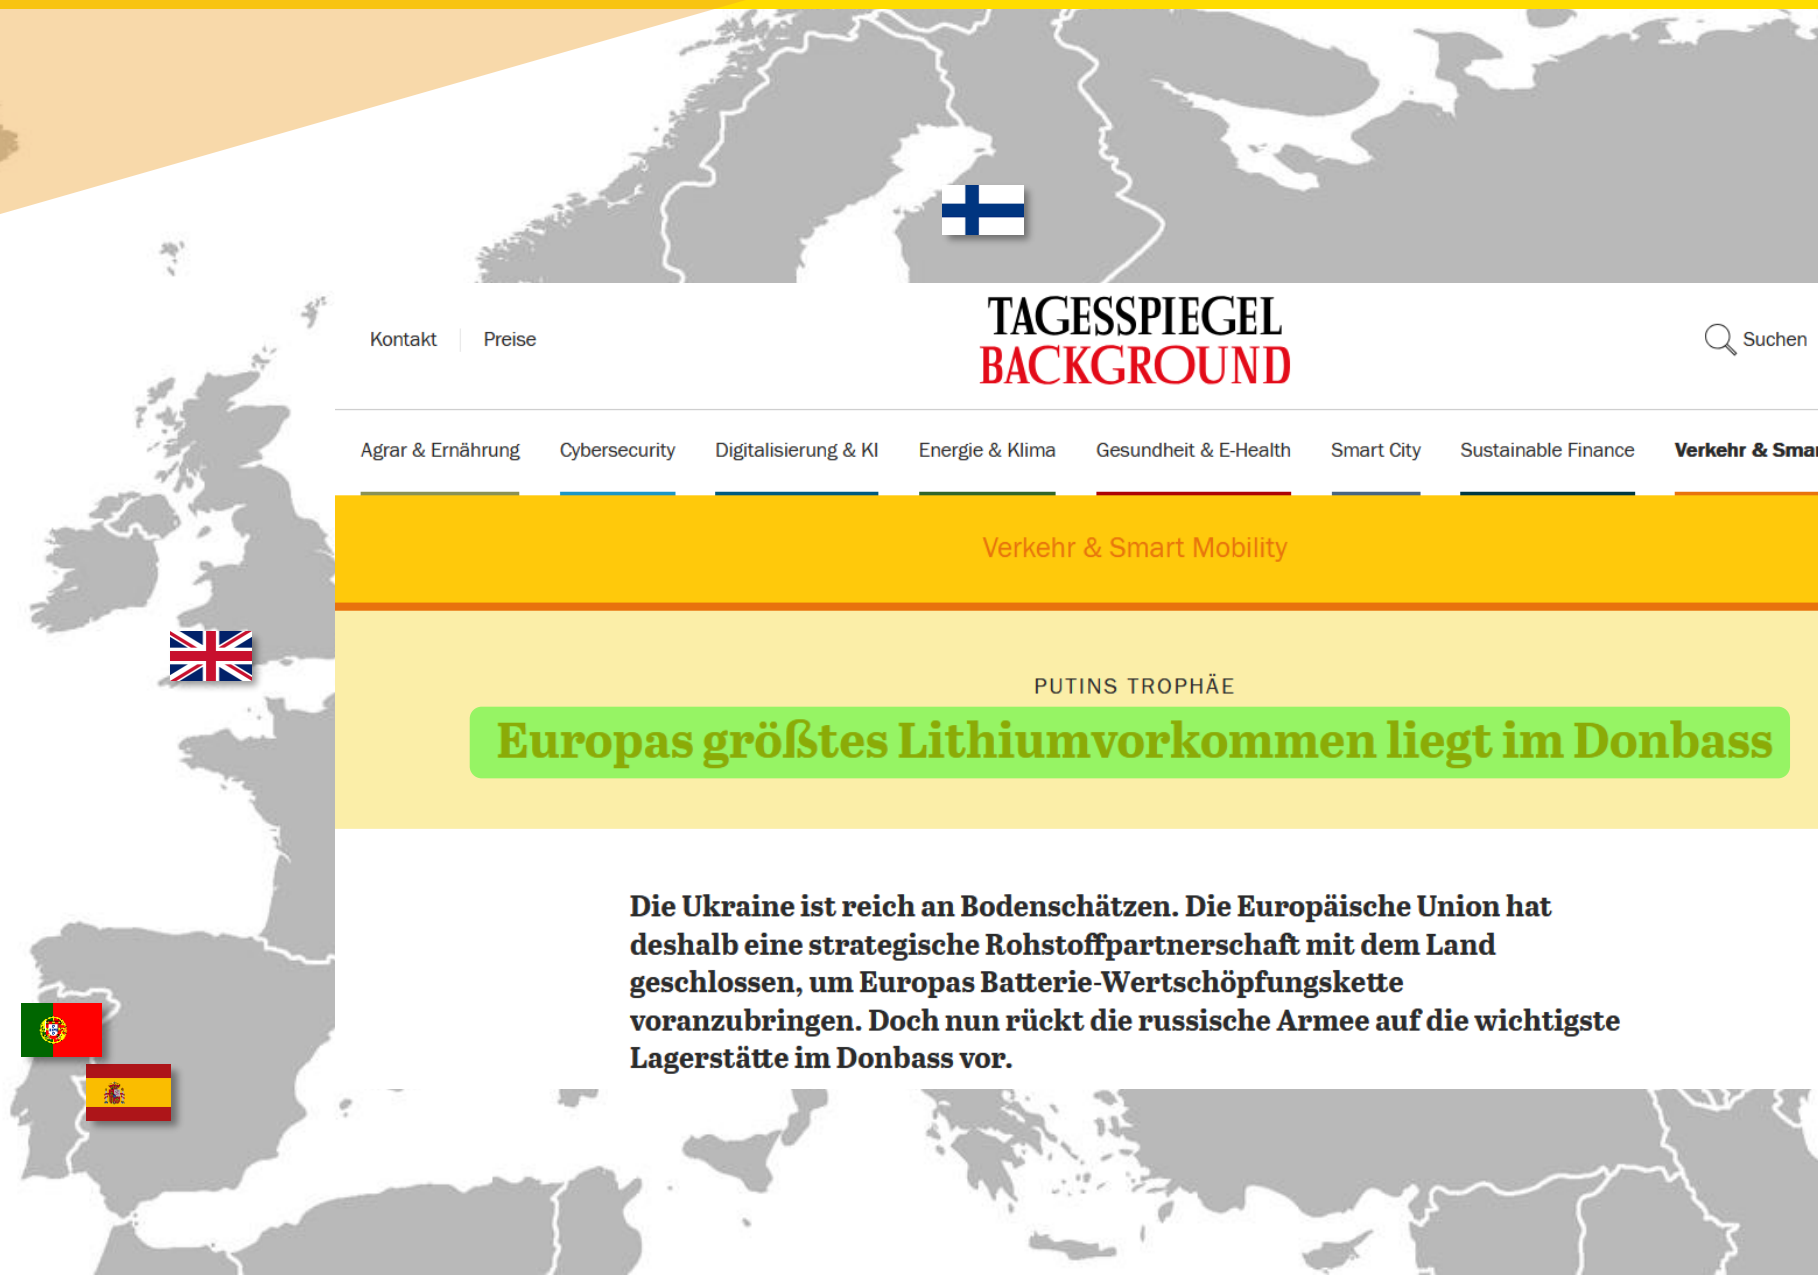 Kontakt
Preise
TAGESSPIEGEL
BACKGROUND
Suchen
Agrar & Ernährung
Cybersecurity
Digitalisierung & KI
Energie & Klima
Gesundheit & E-Health
Smart City
Sustainable Finance
Verkehr & Smar
Verkehr & Smart Mobility
PUTINS TROPHÄE
Europas größtes Lithiumvorkommen liegt im Donbass
Die Ukraine ist reich an Bodenschätzen. Die Europäische Union hat
deshalb eine strategische Rohstoffpartnerschaft mit dem Land
geschlossen, um Europas Batterie-Wertschöpfungskette
voranzubringen. Doch nun rückt die russische Armee auf die wichtigste
Lagerstätte im Donbass vor.